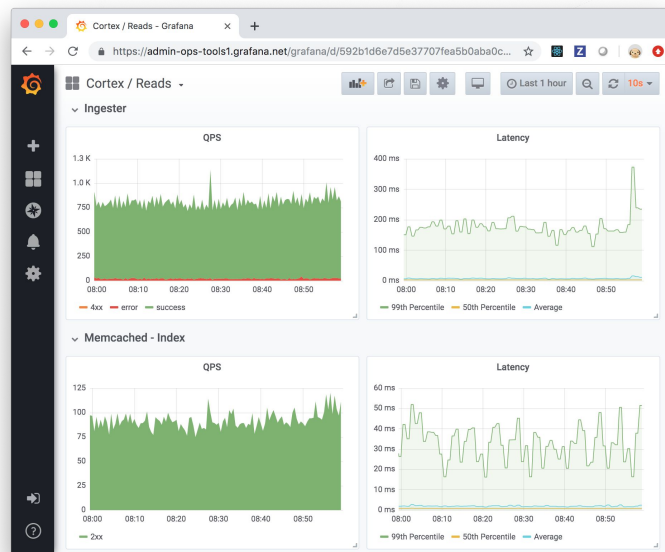 Cortex / Reads - Grafana
https://admin-ops-tools1.grafana.net/grafana/d/592b1d6e7d5e37707fea5b0aba0c...
Cortex / Reads
Last 1 hour
10s
Ingester
QPS
1.3 K
1.0 K
750
500
250
0
08:00 08:10 08:20 08:30 08:40 08:50
4xx error success
Latency
400 ms
300 ms
200 ms
100 ms
0 ms
08:00 08:10 08:20 08:30 08:40 08:50
99th Percentile 50th Percentile Average
Memcached - Index
QPS
125
100
75
50
25
0
08:00 08:10 08:20 08:30 08:40 08:50
2xx
Latency
60 ms
50 ms
40 ms
30 ms
20 ms
10 ms
0 ms
08:00 08:10 08:20 08:30 08:40 08:50
99th Percentile 50th Percentile Average